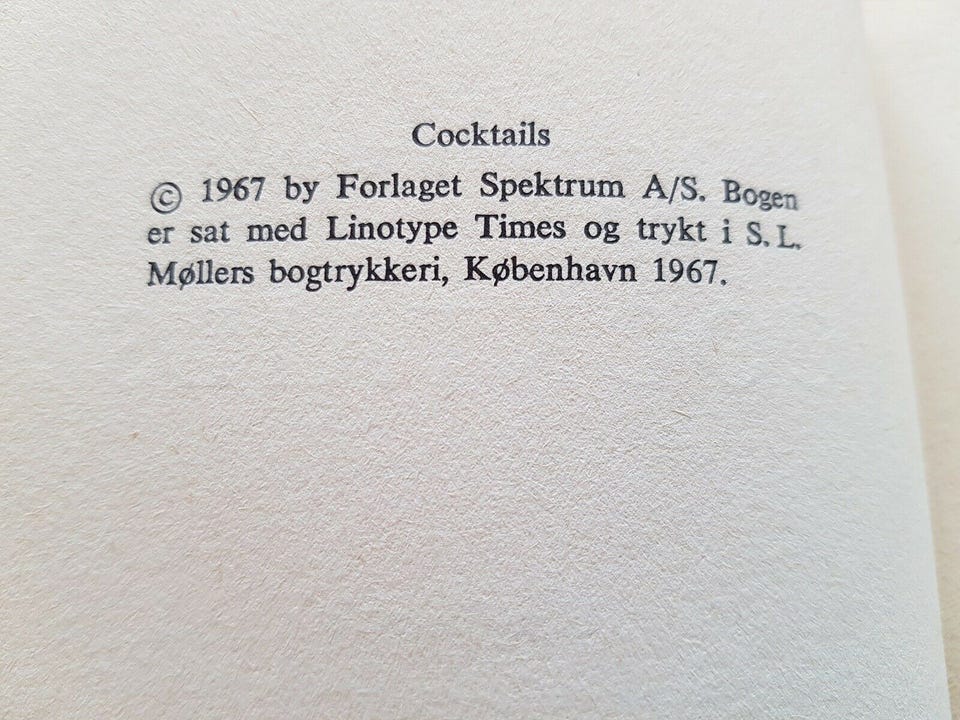 Cocktails
© 1967 by Forlaget Spektrum A/S. Bogen
er sat med Linotype Times og trykt i S. L.
Møllers bogtrykkeri, København 1967.